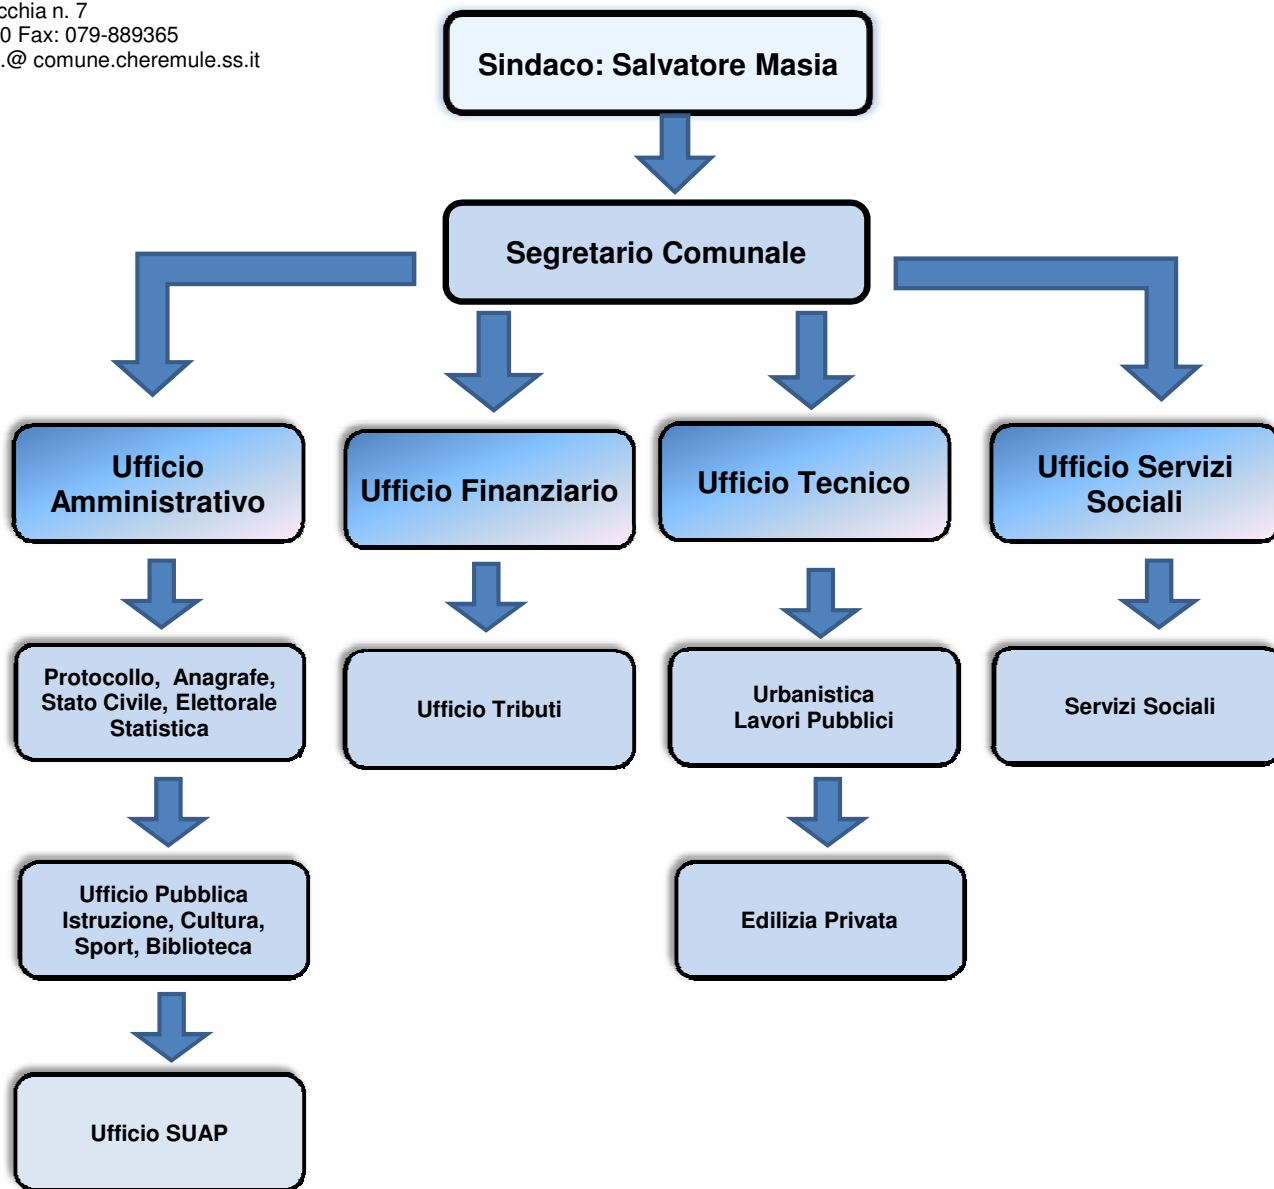 n. 7
Fax: 079-889365
comune.cheremule.ss.it
Sindaco: Salvatore Masia
Segretario Comunale
Ufficio
Amministrativo
Ufficio Finanziario
Ufficio Tecnico
Ufficio Servizi
Sociali
Protocollo, Anagrafe,
Stato Civile, Elettorale
Statistica
Ufficio Tributi
Urbanistica
Lavori Pubblici
Servizi Sociali
Ufficio Pubblica
Istruzione, Cultura,
Sport, Biblioteca
Edilizia Privata
Ufficio SUAP